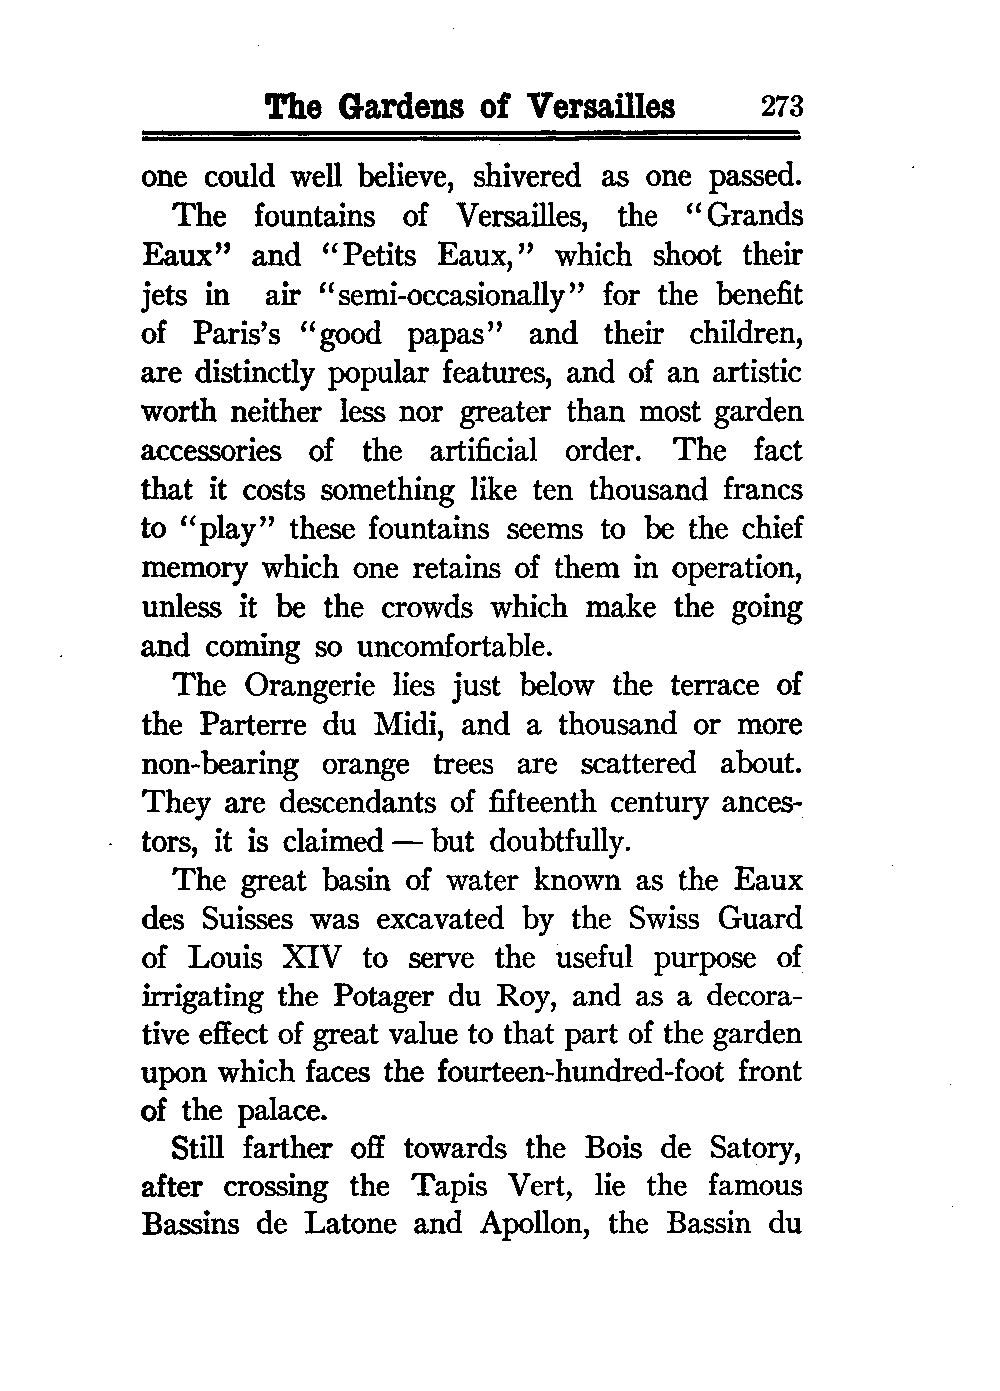 The Gardens of Versailles 273
one could well believe, shivered as one passed.
The fountains of Versailles, the “Grands
Eaux” and “Petits Eaux,” which shoot their
jets in air “semi-occasionally” for the benefit
of Paris’s “good papas” and their children,
are distinctly popular features, and of an artistic
worth neither less nor greater than most garden
accessories of the artificial order. The fact
that it costs something like ten thousand francs
to “play” these fountains seems to be the chief
memory which one retains of them in operation,
unless it be the crowds which make the going
and coming so uncomfortable.
The Orangerie lies just below the terrace of
the Parterre du Midi, and a thousand or more
non-bearing orange trees are scattered about.
They are descendants of fifteenth century ances-
tors, it is claimed — but doubtfully.
The great basin of water known as the Eaux
des Suisses was excavated by the Swiss Guard
of Louis XIV to serve the useful purpose of
irrigating the Potager du Roy, and as a decora-
tive effect of great value to that part of the garden
upon which faces the fourteen-hundred-foot front
of the palace.
Still farther off towards the Bois de Satory,
after crossing the Tapis Vert, lie the famous
Bassins de Latone and Apollon, the Bassin du